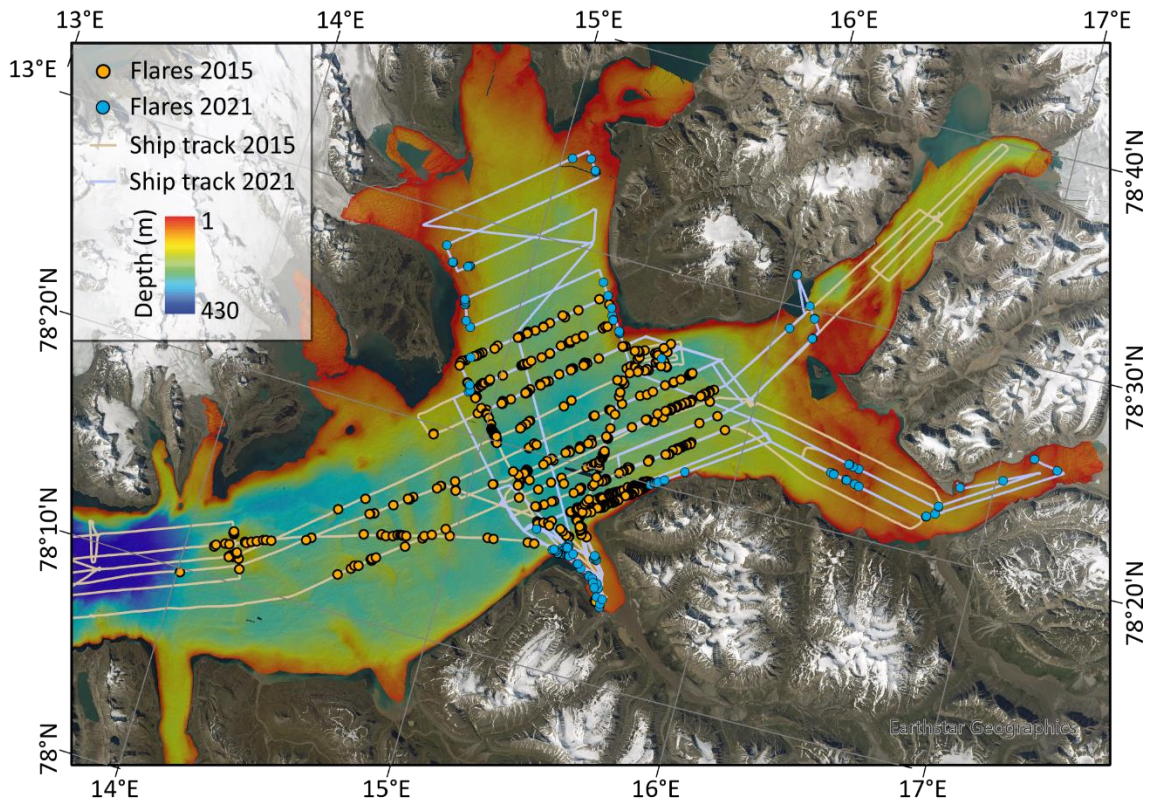 13°E 14°E 15°E 16°E 17°E
13°E
Flares 2015
Flares 2021
Ship track 2015
Ship track 2021
Depth (m)
1
430
78°40'N
78°30'N
78°20'N
78°20'N
78°10'N
78°N
Earthstar Geographics
14°E 15°E 16°E 17°E